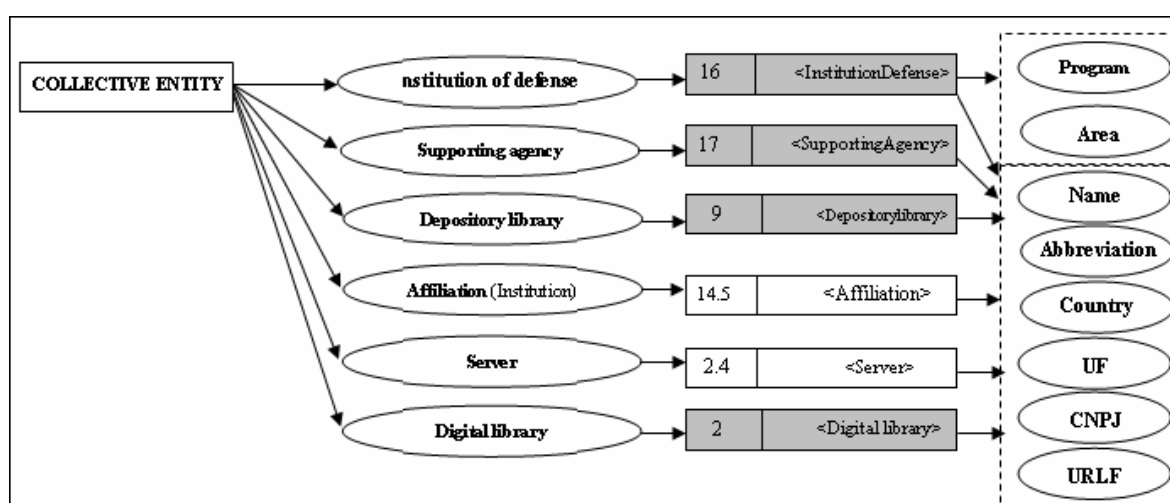 COLLECTIVE ENTITY
nstitution of defense
16 <InstitutionDefense>
Program
Supporting agency
17 <SupportingAgency>
Area
Depository library
9 <Depositorylibrary>
Name
Abbreviation
Affiliation (Institution)
14.5 <Affiliation>
Country
Server
2.4 <Server>
UF
Digital library
2 <Digital library>
CNPJ
URLF